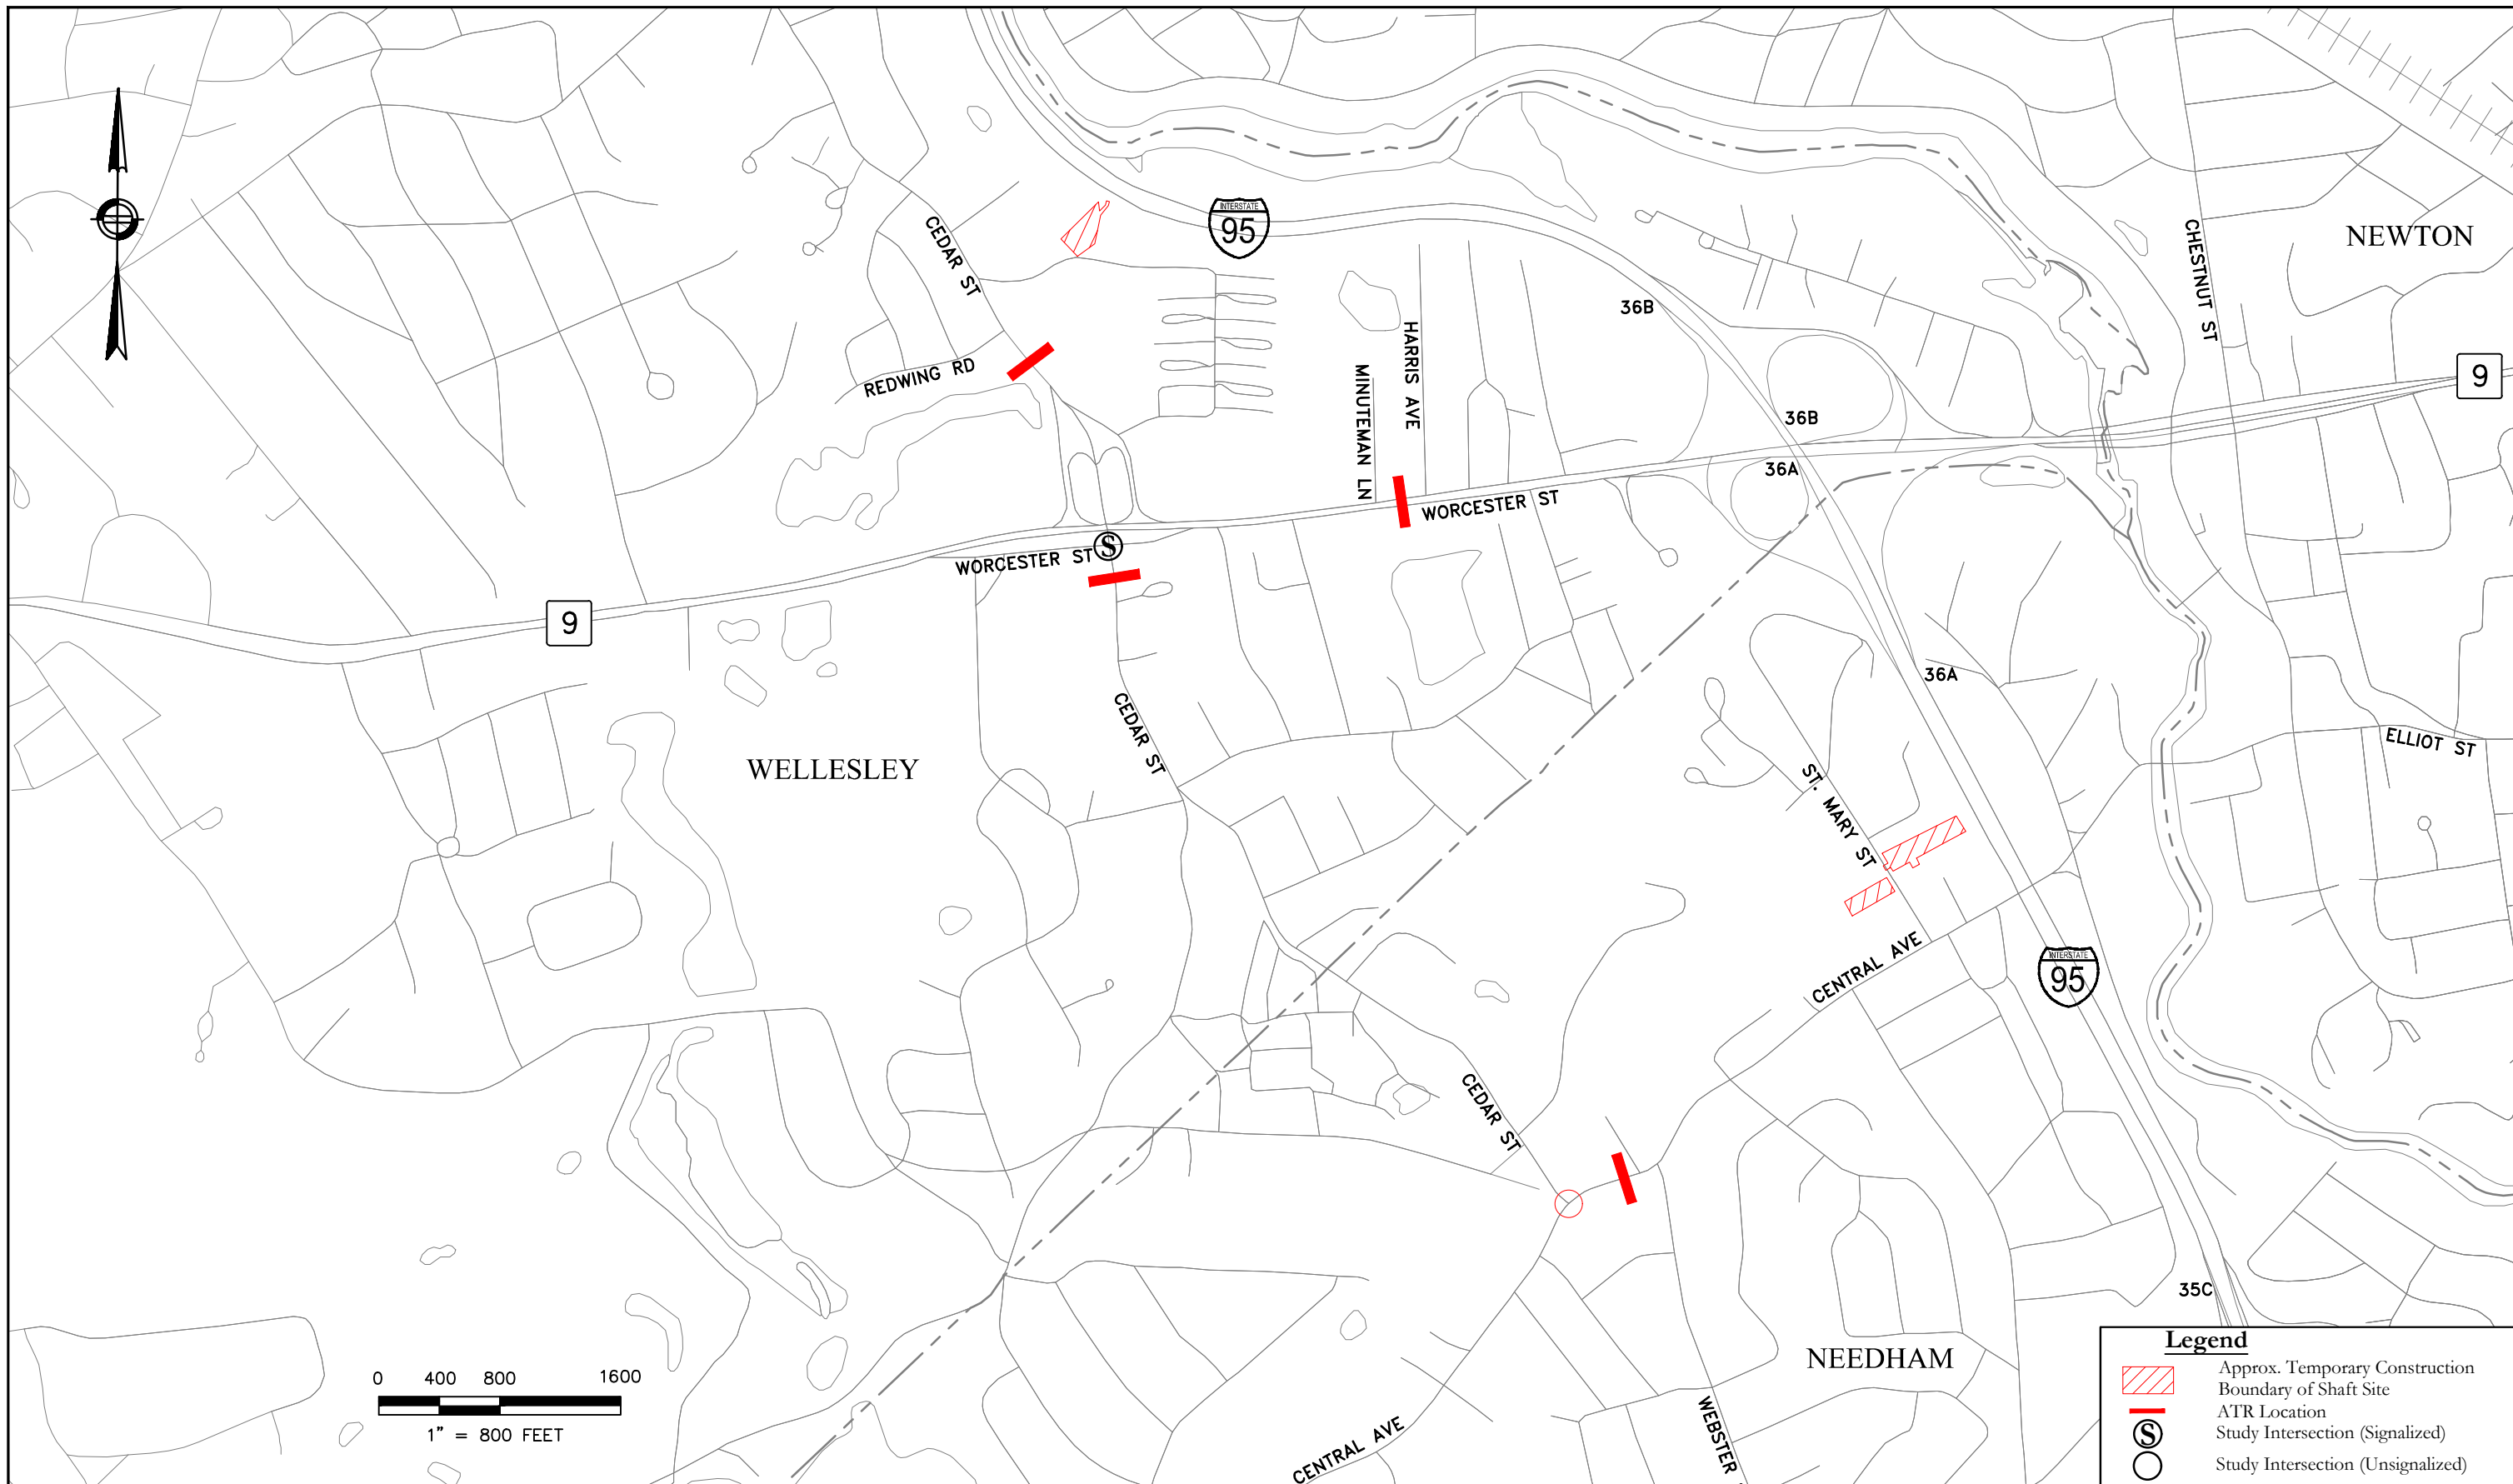 INTERSTATE
95
CEDAR ST
CHESTNUT ST
NEWTON
36B
HARRIS AVE
MINUTEMAN LN
REDWING RD
9
36B
36A
WORCESTER ST
WORCESTER ST
S
9
36A
CEDAR ST
ELLIOT ST
WELLESLEY
ST. MARY ST
CENTRAL AVE
INTERSTATE
95
CEDAR ST
35C
NEEDHAM
0 400 800 1600
1" = 800 FEET
CENTRAL AVE
WEBSTER
Legend
Approx. Temporary Construction
Boundary of Shaft Site
ATR Location
S Study Intersection (Signalized)
Study Intersection (Unsignalized)